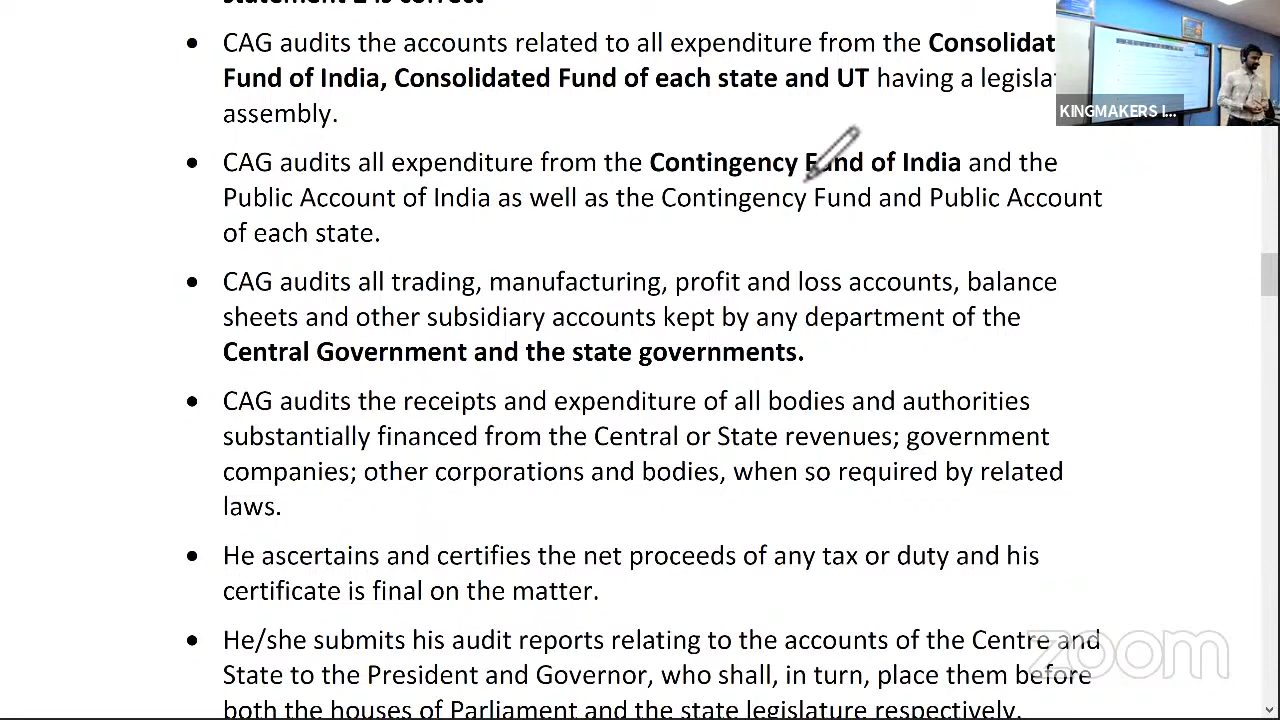 statement 2 is correct
• CAG audits the accounts related to all expenditure from the Consolidat
Fund of India, Consolidated Fund of each state and UT having a legisla
assembly.
• CAG audits all expenditure from the Contingency Fund of India and the
Public Account of India as well as the Contingency Fund and Public Account
of each state.
• CAG audits all trading, manufacturing, profit and loss accounts, balance
sheets and other subsidiary accounts kept by any department of the
Central Government and the state governments.
• CAG audits the receipts and expenditure of all bodies and authorities
substantially financed from the Central or State revenues; government
companies; other corporations and bodies, when so required by related
laws.
• He ascertains and certifies the net proceeds of any tax or duty and his
certificate is final on the matter.
• He/she submits his audit reports relating to the accounts of the Centre and
State to the President and Governor, who shall, in turn, place them before
both the houses of Parliament and the state legislature respectively.
KINGMAKERS I...
zoom